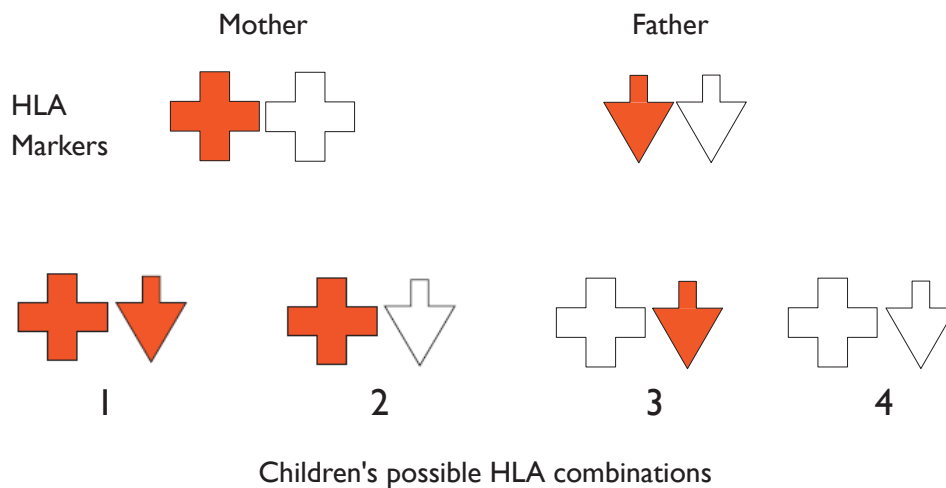 Mother Father
HLA
Markers
1 2 3 4
Children's possible HLA combinations